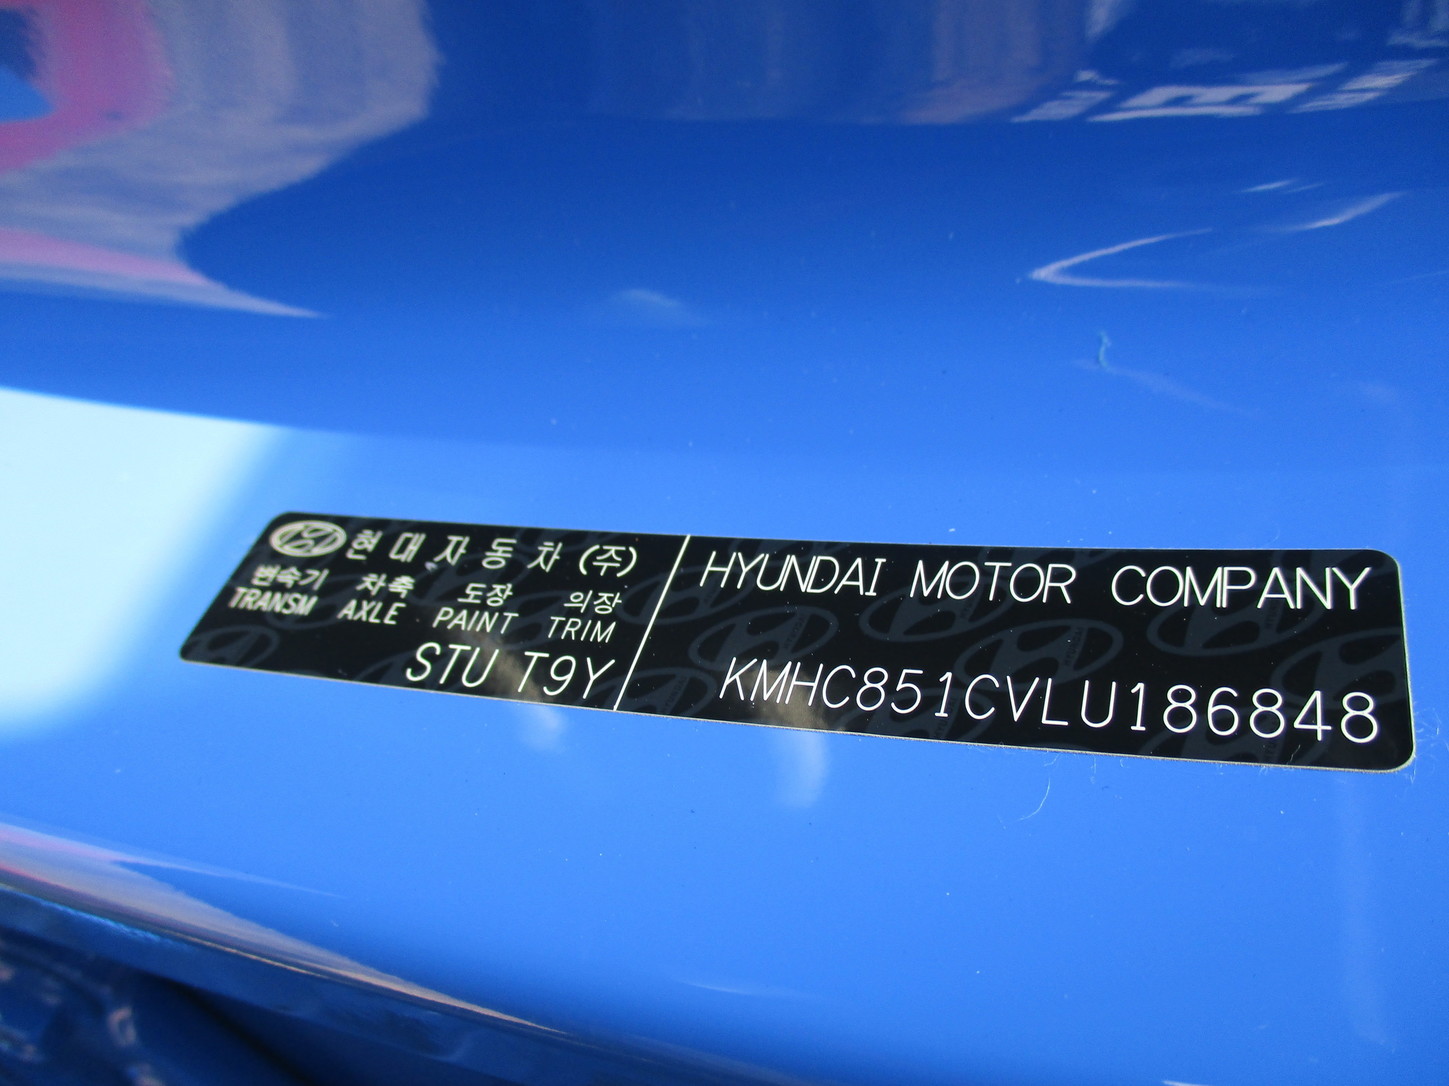 현대자동차(주)
변속기 차축 도장 의장
TRANSM AXLE PAINT TRIM
STU T9Y
HYUNDAI MOTOR COMPANY
KMHC851CVLU186848